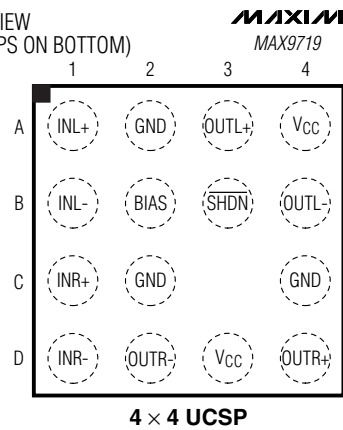 IEW MAXIM
PS ON BOTTOM) MAX9719
1 2 3 4
A INL+ GND OUTL+ VCC
B INL- BIAS SHDN OUTL-
C INR+ GND GND
D INR- OUTR- VCC OUTR+
4 × 4 UCSP